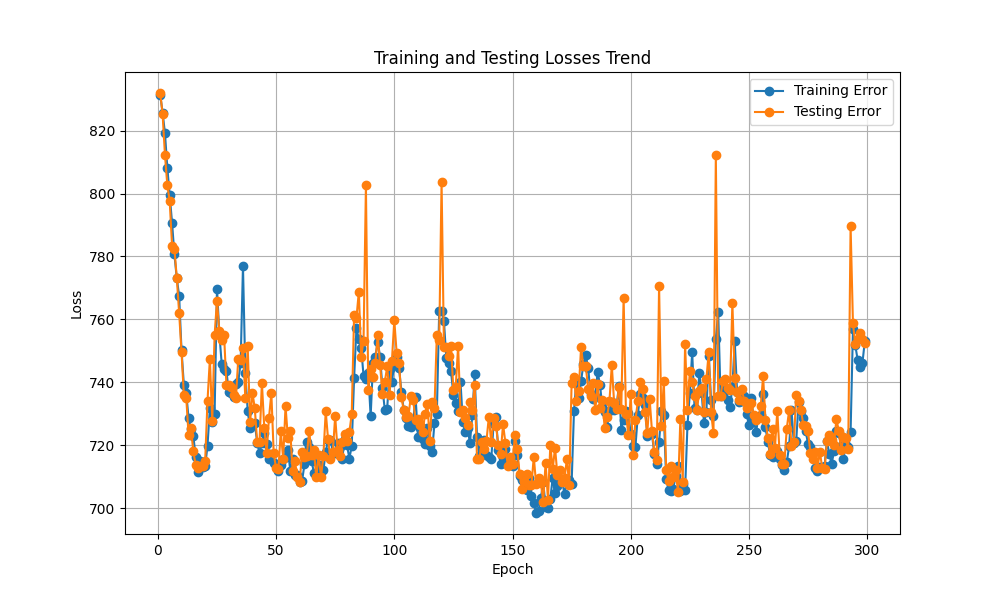 Training and Testing Losses Trend
Training Error
Testing Error
Loss
820
800
780
760
740
720
700
0 50 100 150 200 250 300
Epoch